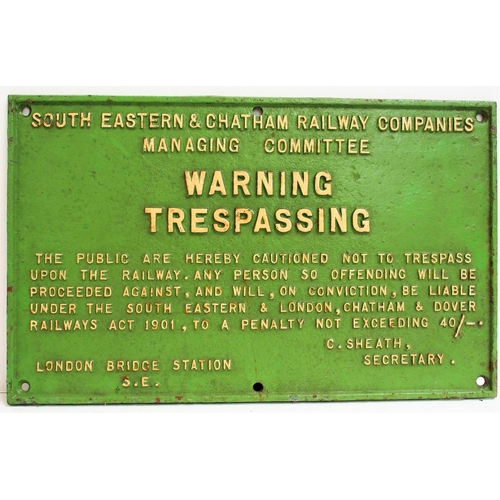 SOUTH EASTERN & CHATHAM RAILWAY COMPANIES
MANAGING COMMITTEE
WARNING
TRESPASSING
THE PUBLIC ARE HEREBY CAUTIONED NOT TO TRESPASS
UPON THE RAILWAY. ANY PERSON SO OFFENDING WILL BE
PROCEEDED AGAINST, AND WILL, ON CONVICTION, BE LIABLE
UNDER THE SOUTH EASTERN & LONDON, CHATHAM & DOVER
RAILWAYS ACT 1901, TO A PENALTY NOT EXCEEDING 40/-.
C. SHEATH,
SECRETARY.
LONDON BRIDGE STATION
S.E.